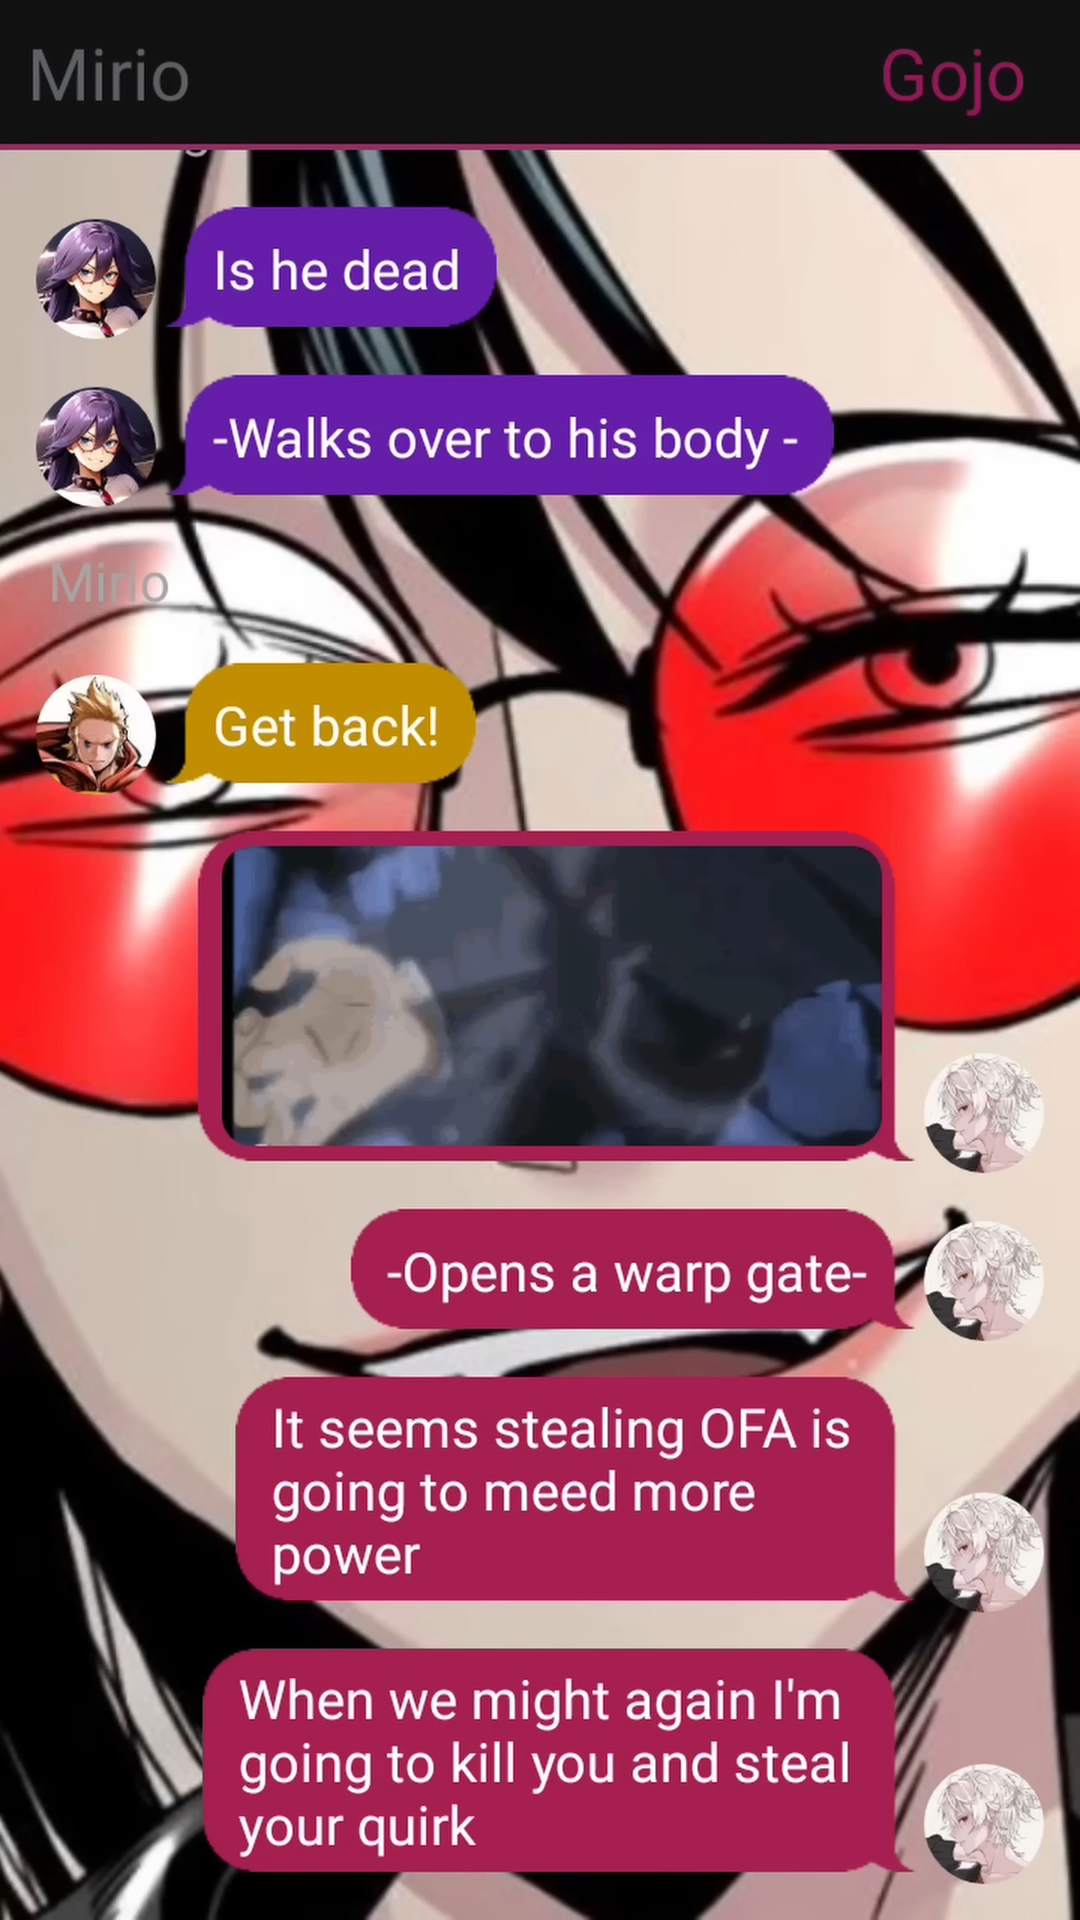 Mirio Gojo
Is he dead
-Walks over to his body -
Mirio
Get back!
-Opens a warp gate-
It seems stealing OFA is
going to meed more
power
When we might again I'm
going to kill you and steal
your quirk